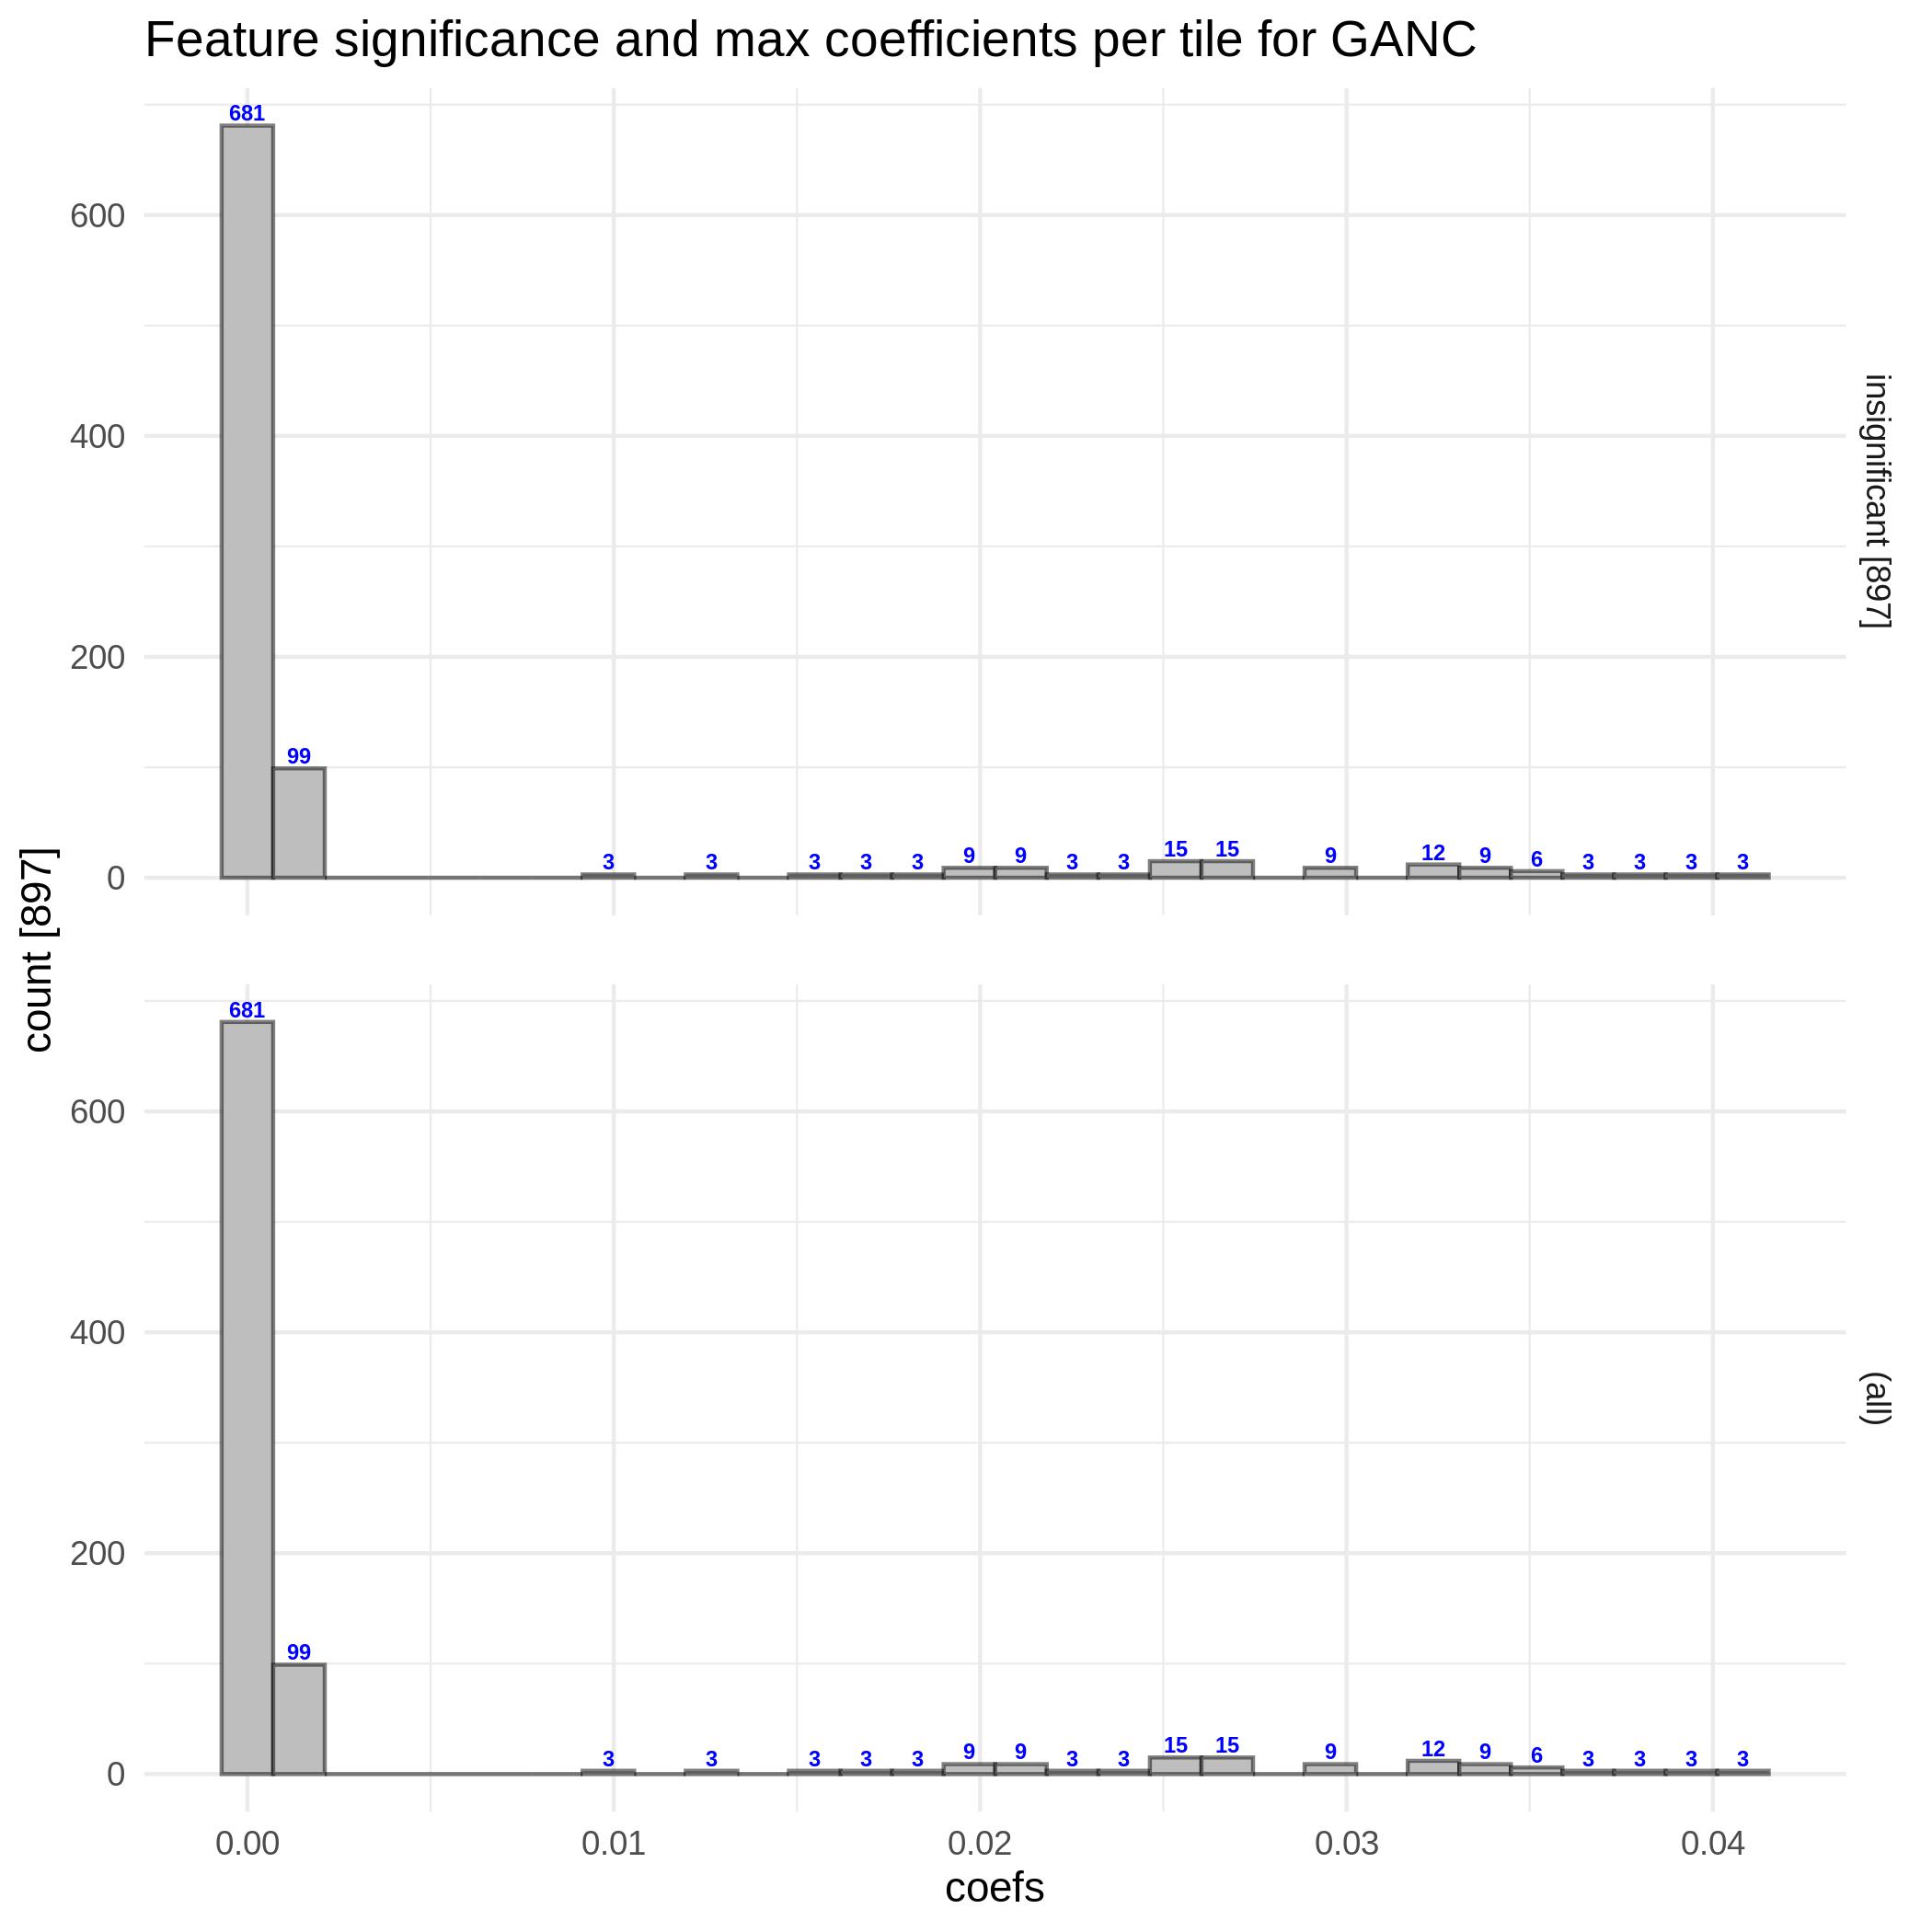 Feature significance and max coefficients per tile for GANC
681
600
400
200
99
3 3 3 3 3 9 9 3 3 15 15 9 12 9 6 3 3 3 3
0
insignificant [897]
count [897]
681
600
400
200
99
3 3 3 3 3 9 9 3 3 15 15 9 12 9 6 3 3 3 3
0
(all)
0.00 0.01 0.02 0.03 0.04
coefs